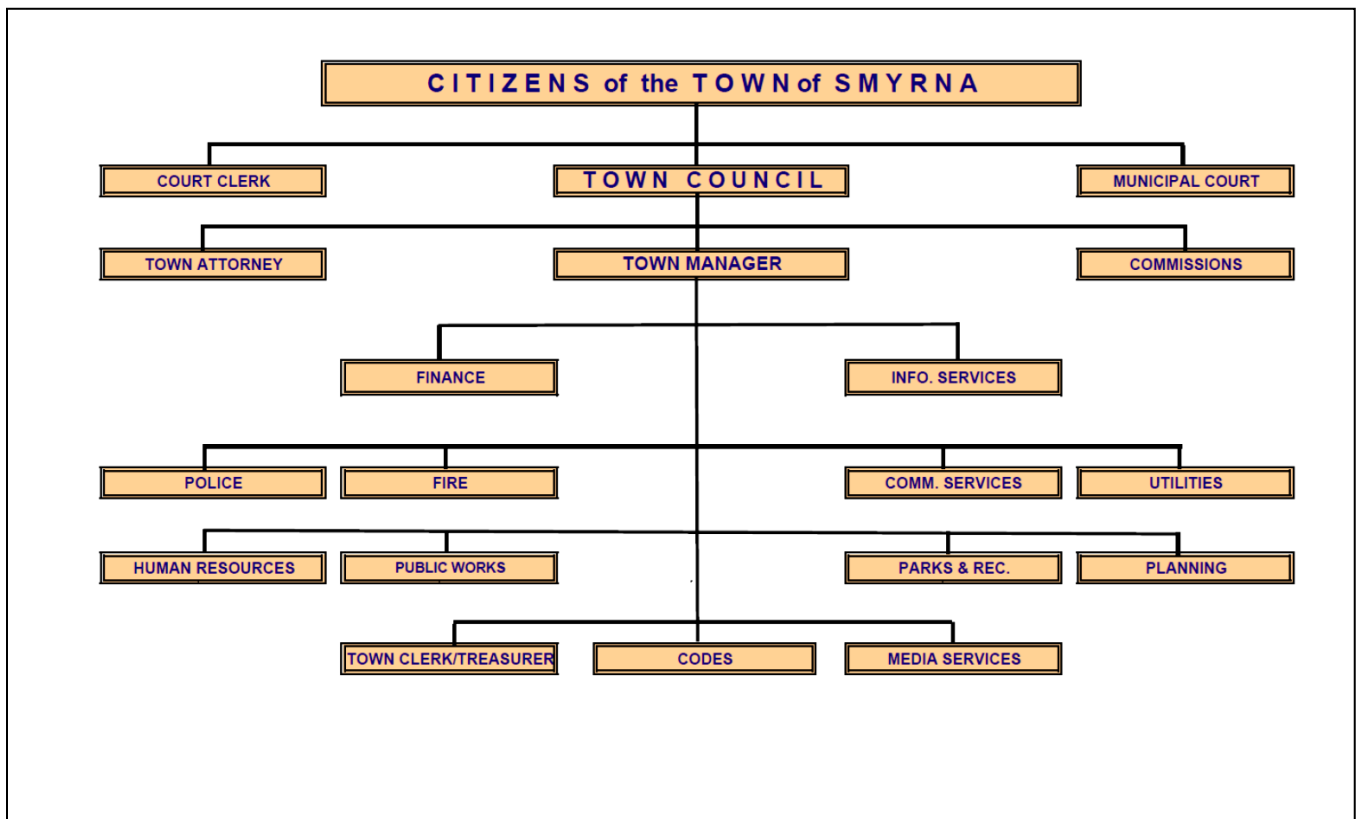 CITIZENS of the TOWN of SMYRNA
COURT CLERK
TOWN COUNCIL
MUNICIPAL COURT
TOWN ATTORNEY
TOWN MANAGER
COMMISSIONS
FINANCE
INFO. SERVICES
POLICE
FIRE
COMM. SERVICES
UTILITIES
HUMAN RESOURCES
PUBLIC WORKS
PARKS & REC.
PLANNING
TOWN CLERK/TREASURER
CODES
MEDIA SERVICES